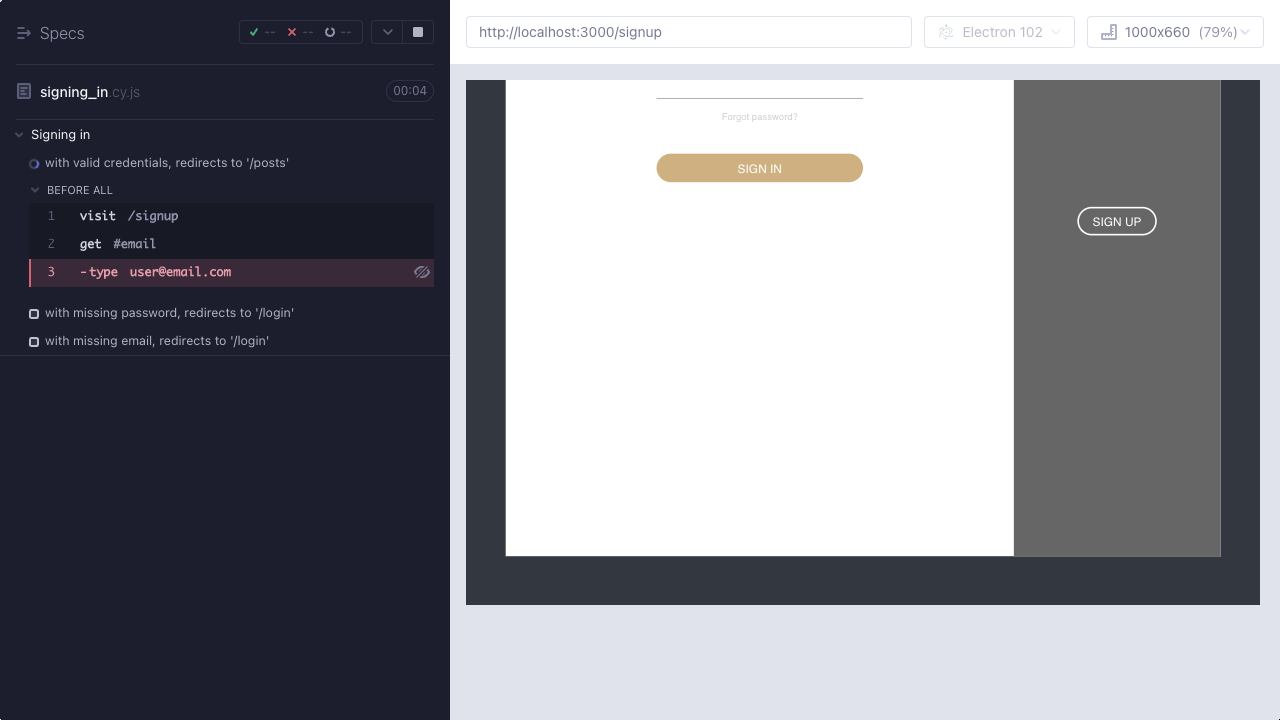 Specs
-- -- --
signing_in.cy.js 00:04
Signing in
with valid credentials, redirects to '/posts'
BEFORE ALL
1 visit /signup
2 get #email
3 -type user@email.com
with missing password, redirects to '/login'
with missing email, redirects to '/login'
http://localhost:3000/signup
Electron 102
1000x660 (79%)
Forgot password?
SIGN IN
SIGN UP